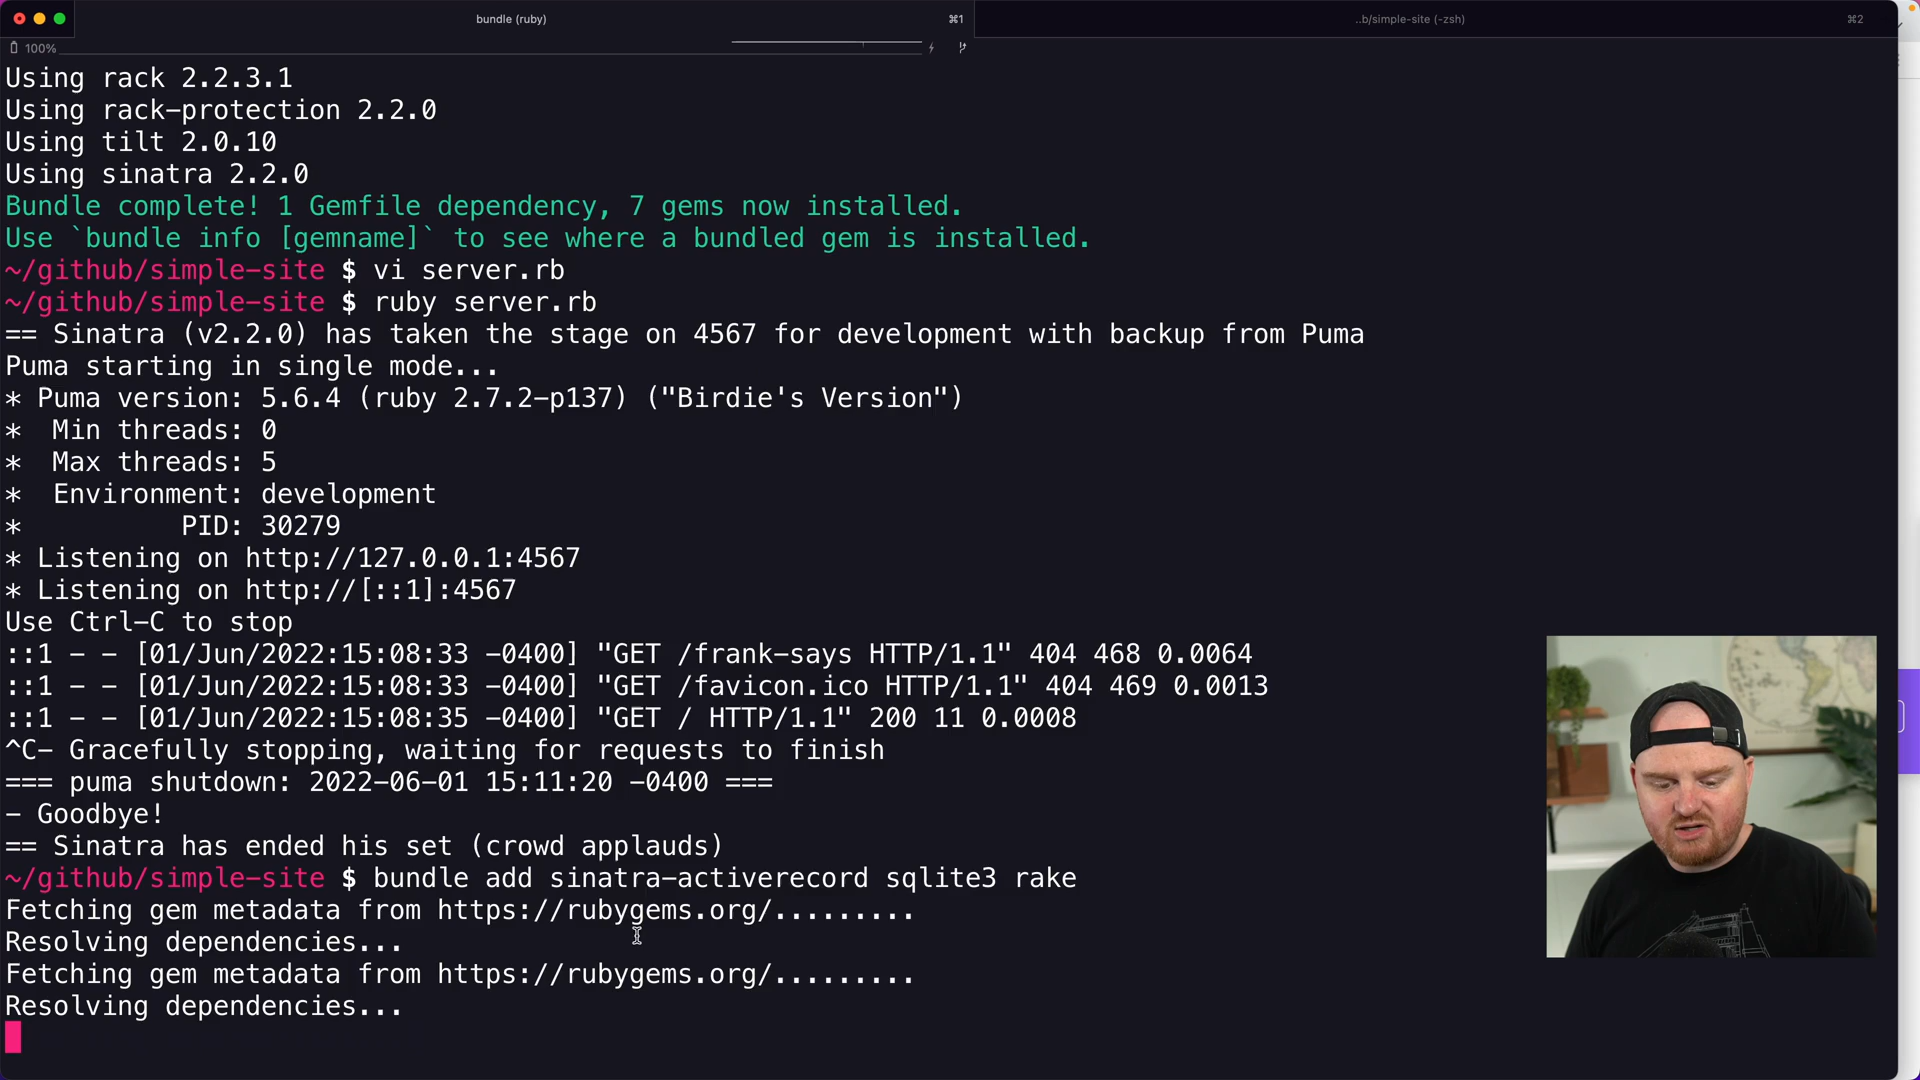 bundle (ruby)
⌘1
..b/simple-site (-zsh)
⌘2
100%
Using rack 2.2.3.1
Using rack-protection 2.2.0
Using tilt 2.0.10
Using sinatra 2.2.0
Bundle complete! 1 Gemfile dependency, 7 gems now installed.
Use `bundle info [gemname]` to see where a bundled gem is installed.
~/github/simple-site $ vi server.rb
~/github/simple-site $ ruby server.rb
== Sinatra (v2.2.0) has taken the stage on 4567 for development with backup from Puma
Puma starting in single mode...
* Puma version: 5.6.4 (ruby 2.7.2-p137) ("Birdie's Version")
*  Min threads: 0
*  Max threads: 5
*  Environment: development
*          PID: 30279
* Listening on http://127.0.0.1:4567
* Listening on http://[::1]:4567
Use Ctrl-C to stop
::1 - - [01/Jun/2022:15:08:33 -0400] "GET /frank-says HTTP/1.1" 404 468 0.0064
::1 - - [01/Jun/2022:15:08:33 -0400] "GET /favicon.ico HTTP/1.1" 404 469 0.0013
::1 - - [01/Jun/2022:15:08:35 -0400] "GET / HTTP/1.1" 200 11 0.0008
^C- Gracefully stopping, waiting for requests to finish
=== puma shutdown: 2022-06-01 15:11:20 -0400 ===
- Goodbye!
== Sinatra has ended his set (crowd applauds)
~/github/simple-site $ bundle add sinatra-activerecord sqlite3 rake
Fetching gem metadata from https://rubygems.org/.........
Resolving dependencies...
Fetching gem metadata from https://rubygems.org/.........
Resolving dependencies...